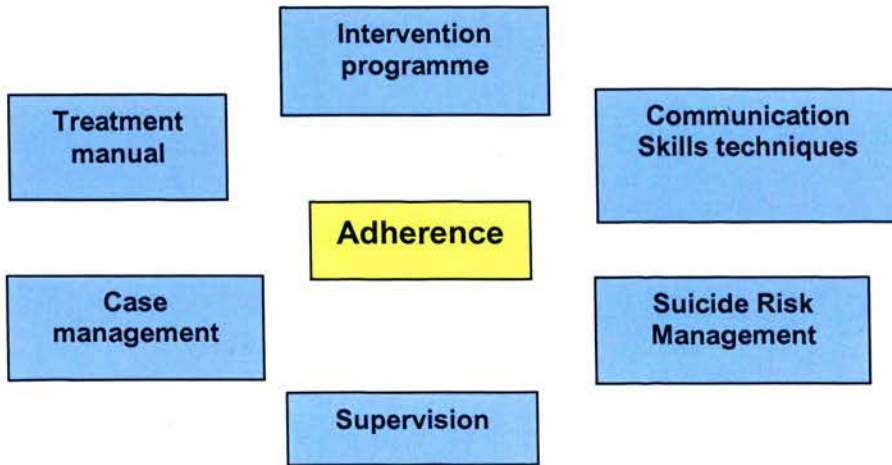 Intervention
programme
Treatment
manual
Communication
Skills techniques
Adherence
Case
management
Suicide Risk
Management
Supervision